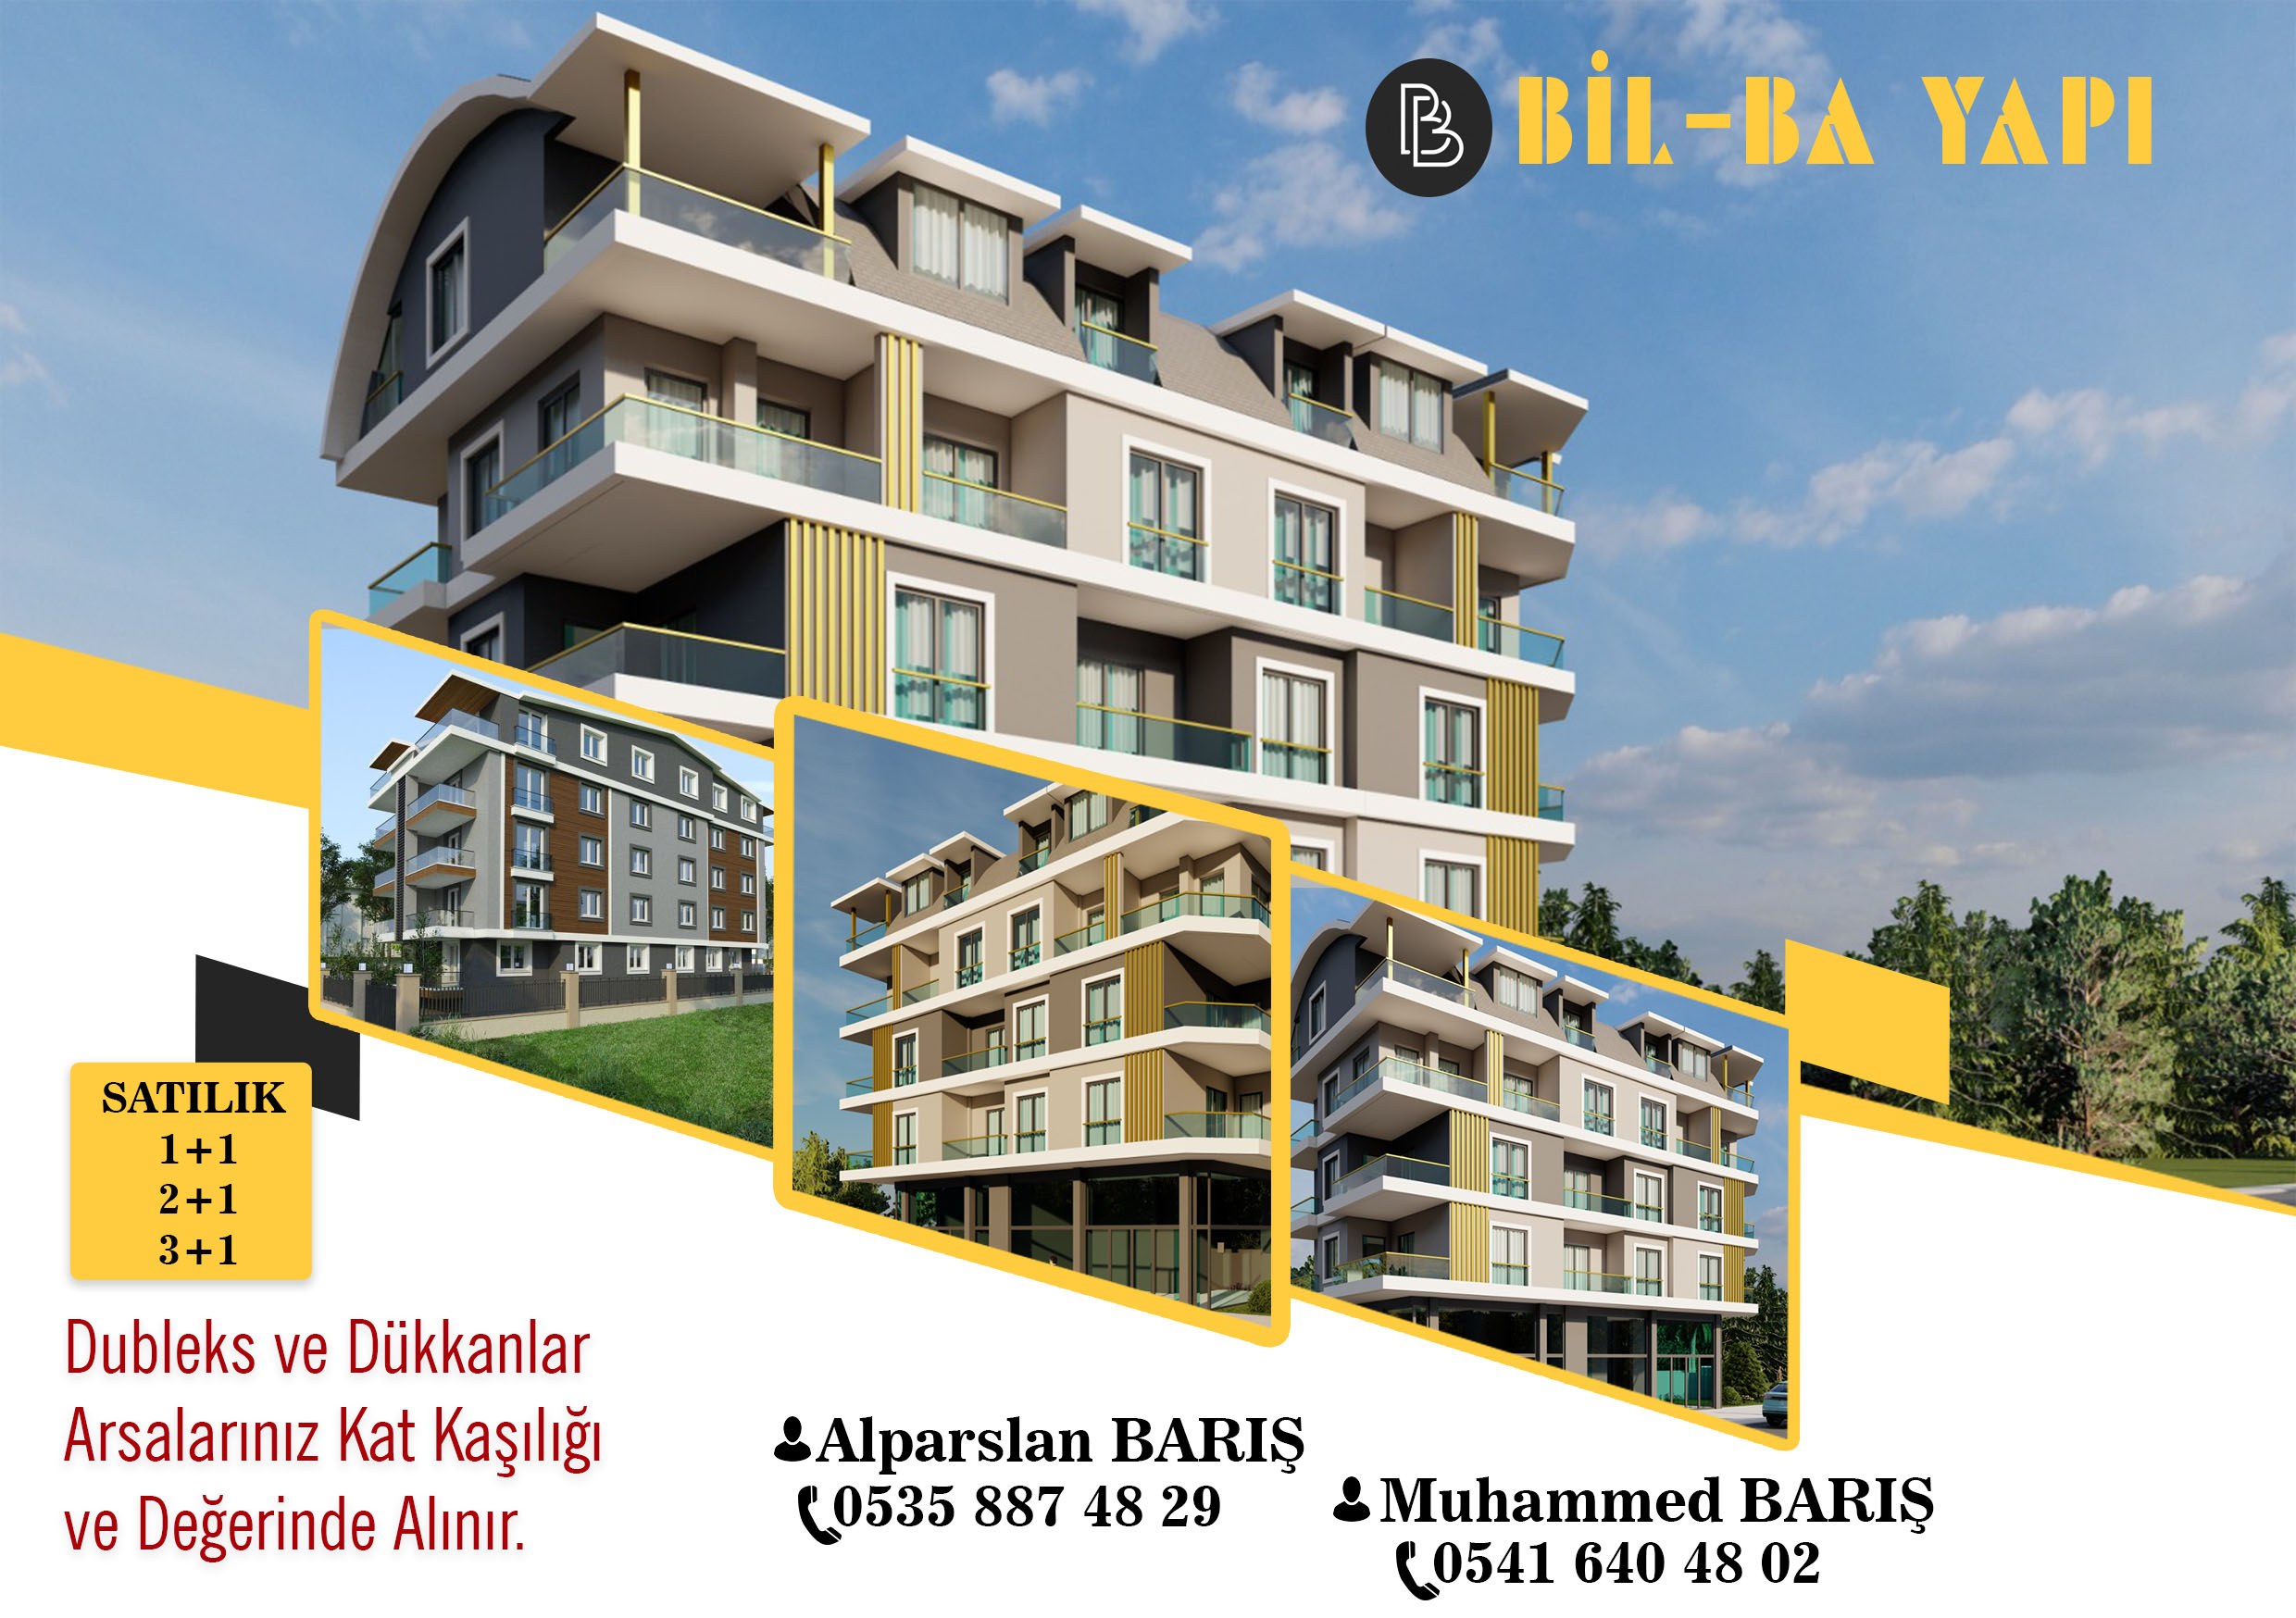 BİL-BA YAPI
SATILIK
1+1
2+1
3+1
Dubleks ve Dükkanlar
Arsalarınız Kat Kaşılığı
ve Değerinde Alınır.
Alparslan BARIŞ
0535 887 48 29
Muhammed BARIŞ
0541 640 48 02